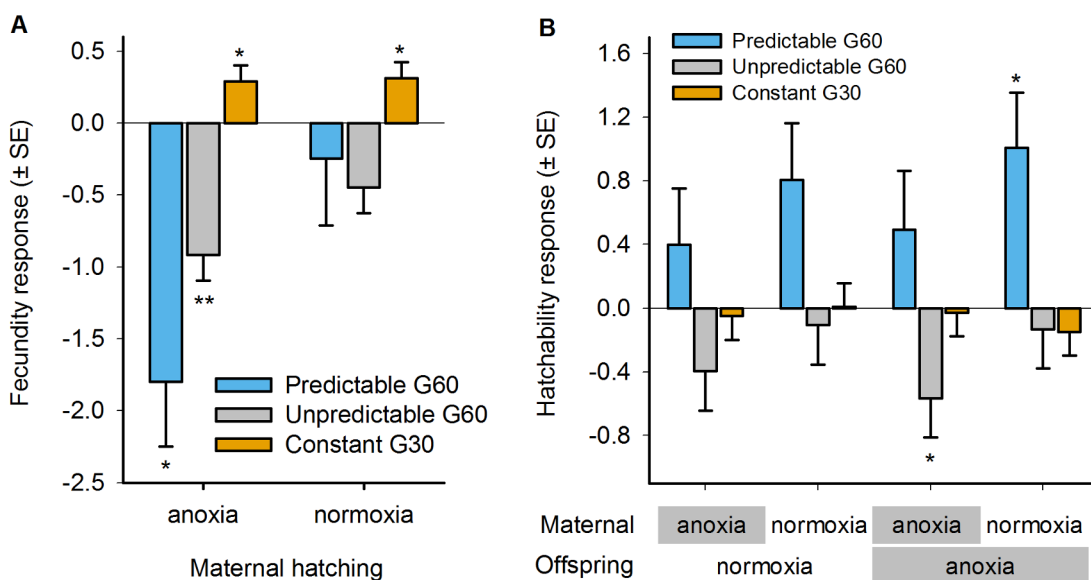 A
Fecundity response (± SE)
0.5
0.0
-0.5
-1.0
-1.5
-2.0
-2.5
*
**
*
*
Predictable G60
Unpredictable G60
Constant G30
anoxia normoxia
Maternal hatching
B
Hatchability response (± SE)
1.6
1.2
0.8
0.4
0.0
-0.4
-0.8
Predictable G60
Unpredictable G60
Constant G30
*
*
Maternal anoxia normoxia anoxia normoxia
Offspring normoxia anoxia